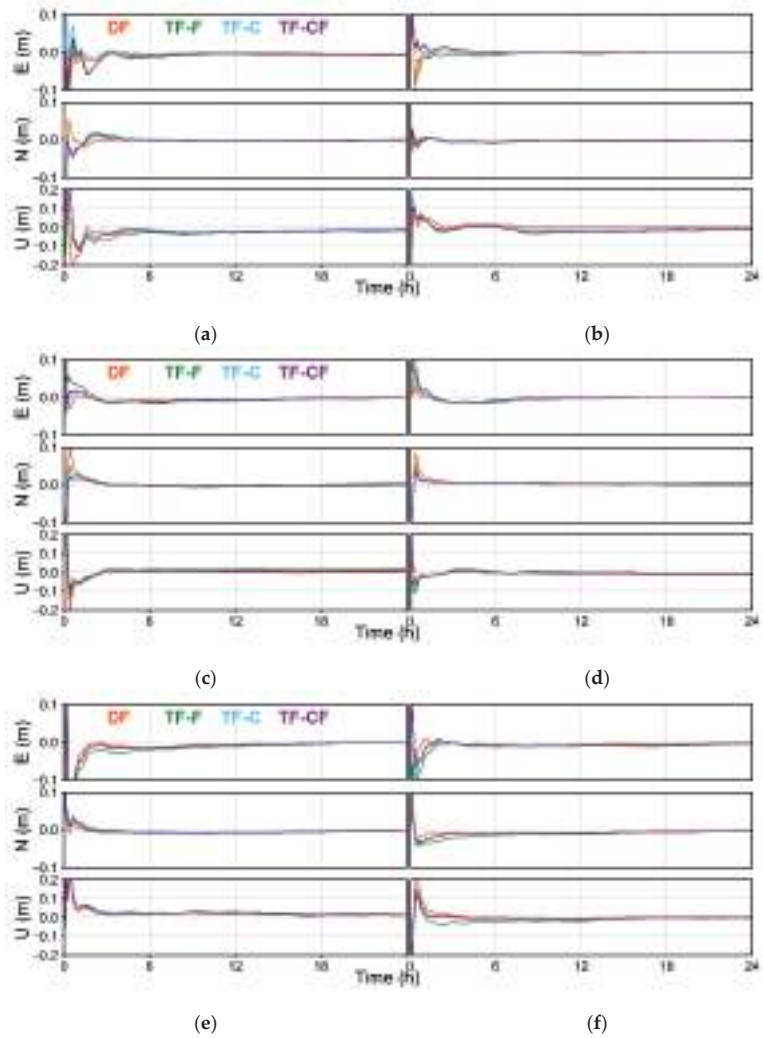 DF TF-F TF-C TF-CF
E (m) 0.1 0.0 −0.1
N (m) 0.1 0.0 −0.1
U (m) 0.2 0.1 0.0 −0.1 −0.2
0 6 12 18 0 6 12 18 24
Time (h)
(a) (b)
DF TF-F TF-C TF-CF
E (m) 0.1 0.0 −0.1
N (m) 0.1 0.0 −0.1
U (m) 0.2 0.1 0.0 −0.1 −0.2
0 6 12 18 0 6 12 18 24
Time (h)
(c) (d)
DF TF-F TF-C TF-CF
E (m) 0.1 0.0 −0.1
N (m) 0.1 0.0 −0.1
U (m) 0.2 0.1 0.0 −0.1 −0.2
0 6 12 18 0 6 12 18 24
Time (h)
(e) (f)